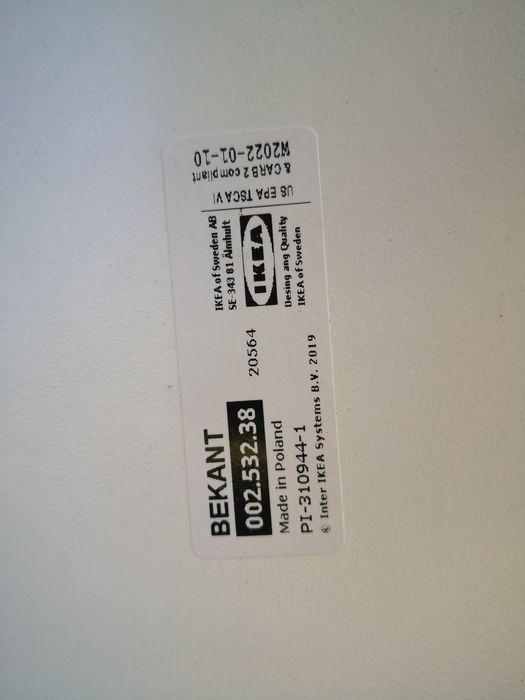 BEKANT
002.532.38
20564
Made in Poland
PI-310944-1
© Inter IKEA Systems B.V. 2019
IKEA of Sweden AB
SE-343 81 Älmhult
IKEA
Desing ang Quality
IKEA of Sweden
US EPA TSCA VI
& CARB 2 compliant
W2022-01-10